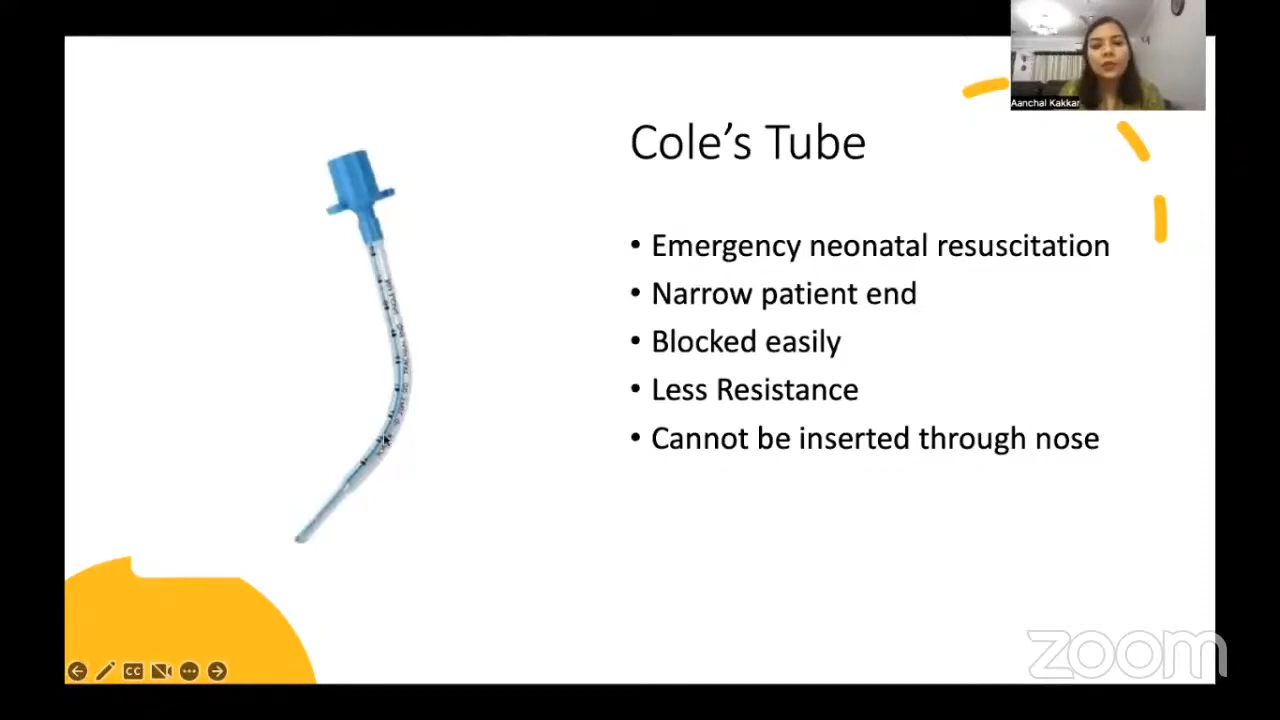 Aanchal Kakkar
Cole's Tube
• Emergency neonatal resuscitation
• Narrow patient end
• Blocked easily
• Less Resistance
• Cannot be inserted through nose
CC
zoom